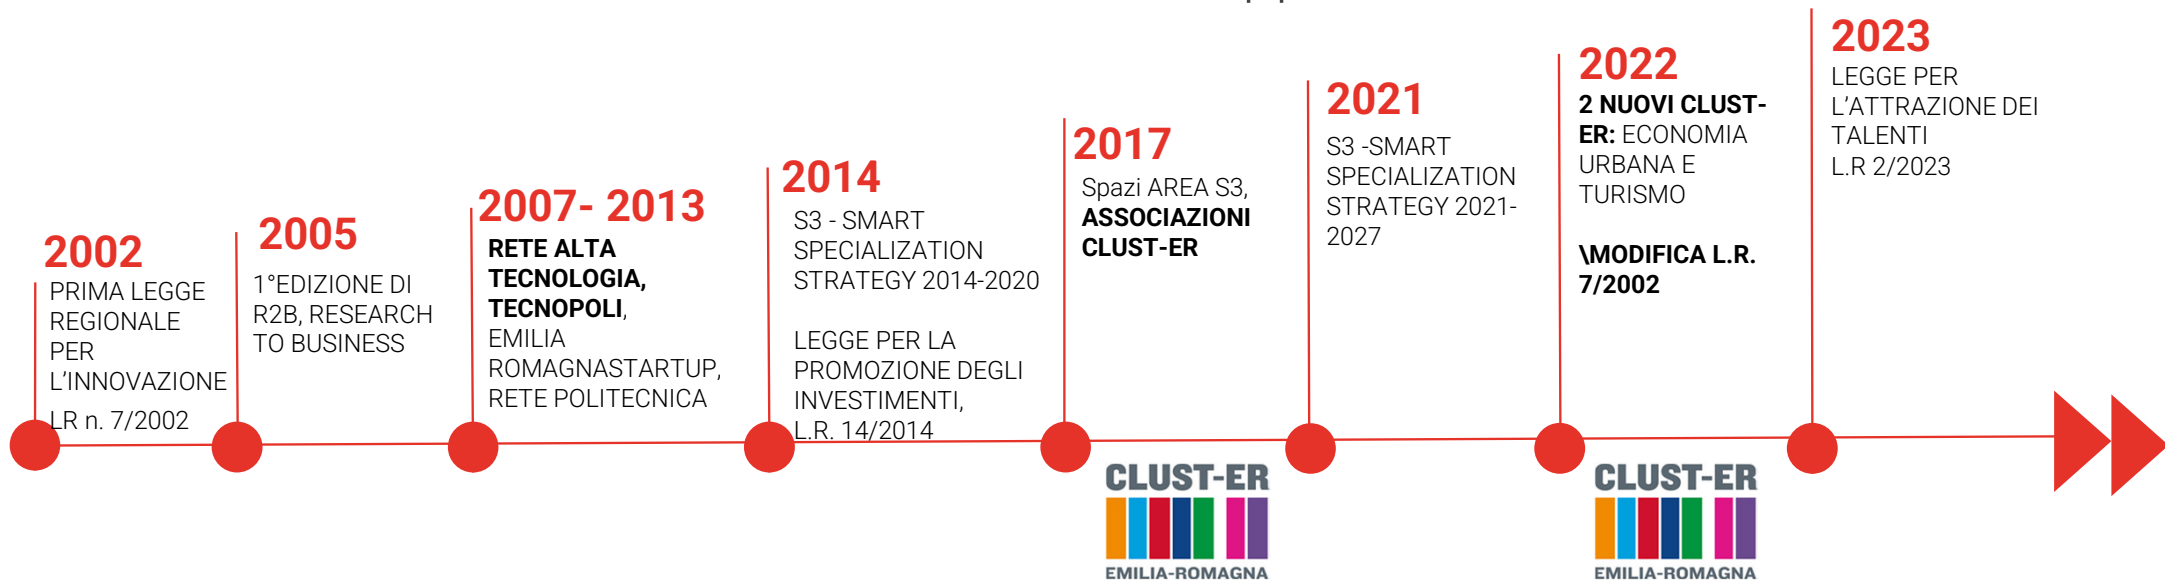 2002
PRIMA LEGGE
REGIONALE
PER
L'INNOVAZIONE
LR n. 7/2002
2005
1°EDIZIONE DI
R2B, RESEARCH
TO BUSINESS
2007- 2013
RETE ALTA
TECNOLOGIA,
TECNOPOLI,
EMILIA
ROMAGNASTARTUP,
RETE POLITECNICA
2014
S3 - SMART
SPECIALIZATION
STRATEGY 2014-2020
LEGGE PER LA
PROMOZIONE DEGLI
INVESTIMENTI,
L.R. 14/2014
2017
Spazi AREA S3,
ASSOCIAZIONI
CLUST-ER
CLUST-ER
EMILIA-ROMAGNA
2021
S3 -SMART
SPECIALIZATION
STRATEGY 2021-
2027
2022
2 NUOVI CLUST-
ER: ECONOMIA
URBANA E
TURISMO
\MODIFICA L.R.
7/2002
CLUST-ER
EMILIA-ROMAGNA
2023
LEGGE PER
L'ATTRAZIONE DEI
TALENTI
L.R 2/2023